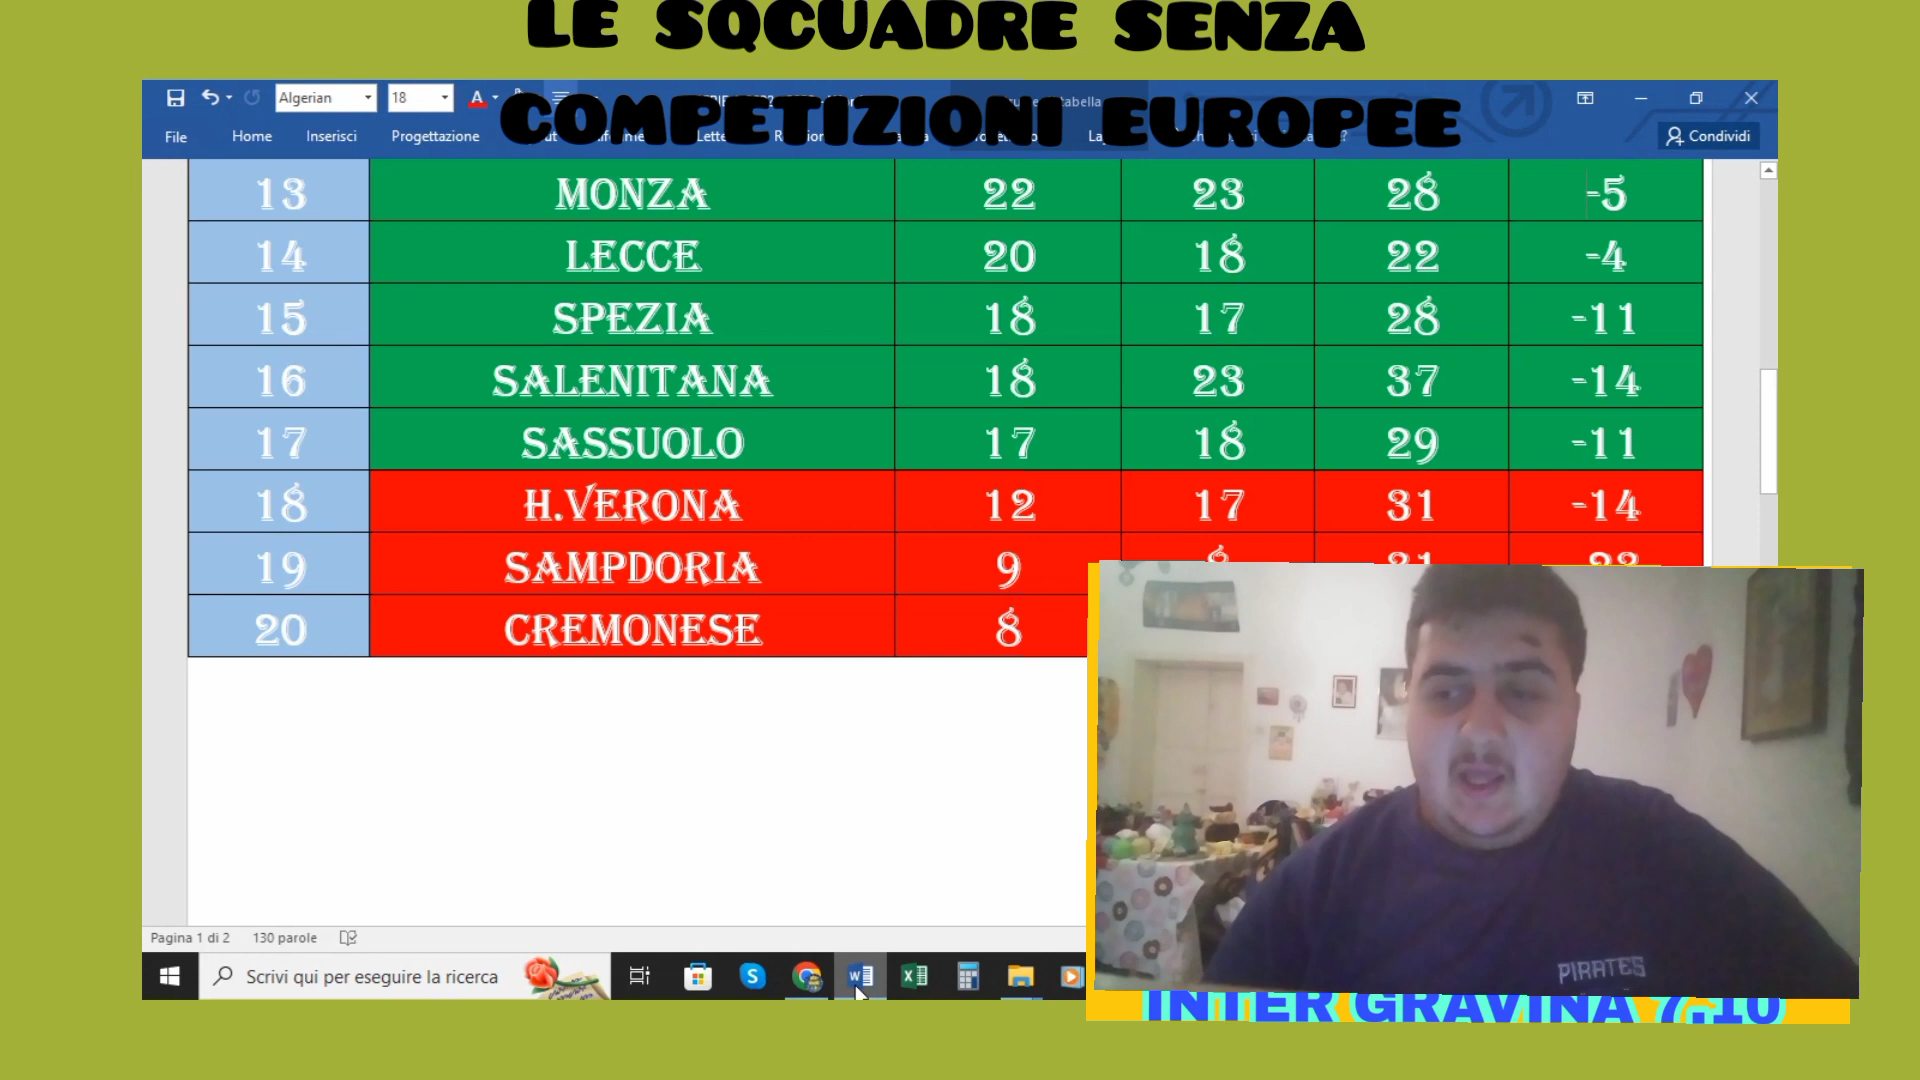 LE SQCUADRE SENZA
COMPETIZIONI EUROPEE
Algerian 18 A
File Home Inserisci Progettazione Condividi
13 MONZA 22 23 28 -5
14 LECCE 20 18 22 -4
15 SPEZIA 18 17 28 -11
16 SALENITANA 18 23 37 -14
17 SASSUOLO 17 18 29 -11
18 H.VERONA 12 17 31 -14
19 SAMPDORIA 9
20 CREMONESE 8
PIRATES
INTER GRAVINA 7.10
Pagina 1 di 2 130 parole
Scrivi qui per eseguire la ricerca